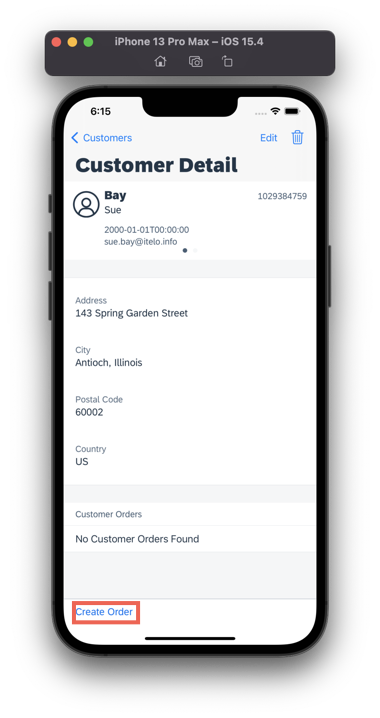 iPhone 13 Pro Max – iOS 15.4
6:15
Customers
Edit
Customer Detail
Bay
1029384759
Sue
2000-01-01T00:00:00
sue.bay@itelo.info
Address
143 Spring Garden Street
City
Antioch, Illinois
Postal Code
60002
Country
US
Customer Orders
No Customer Orders Found
Create Order